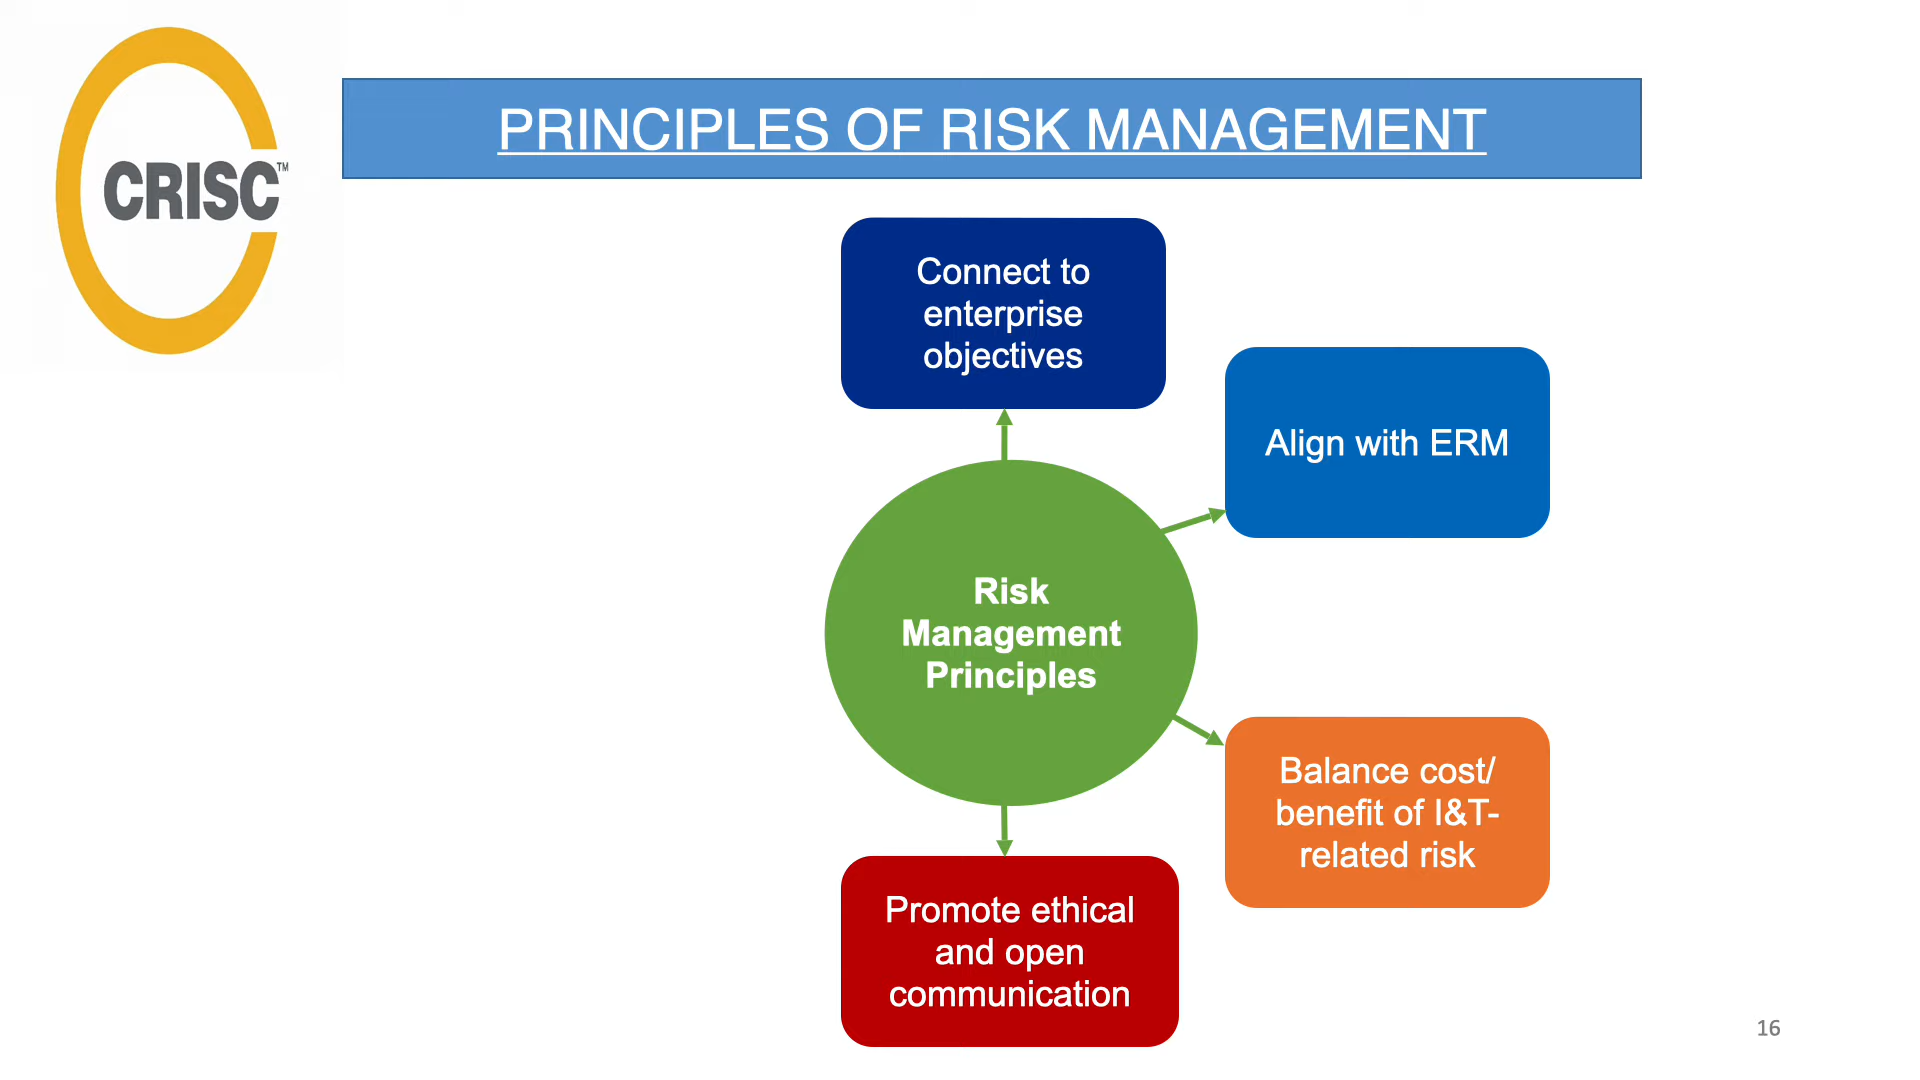 CRISC™
PRINCIPLES OF RISK MANAGEMENT
Connect to
enterprise
objectives
Align with ERM
Risk
Management
Principles
Balance cost/
benefit of I&T-
related risk
Promote ethical
and open
communication
16